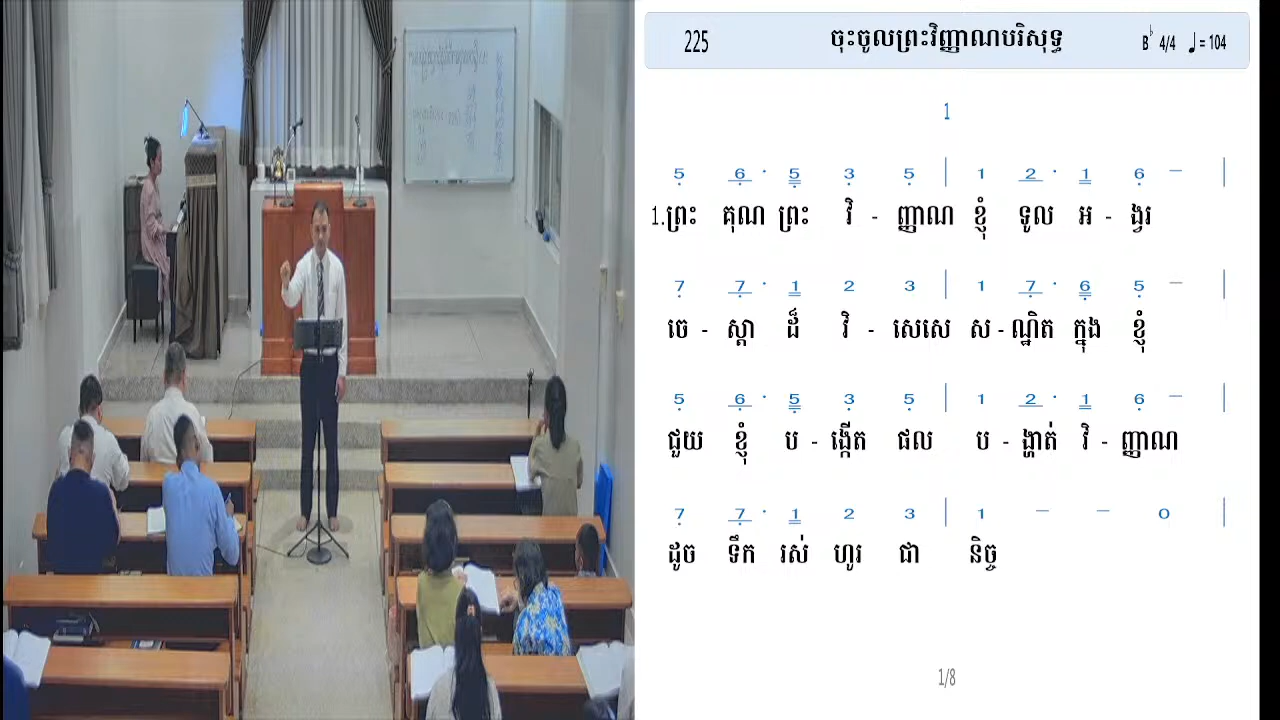 225 ចុះចូលព្រះវិញ្ញាណបរិសុទ្ធ B♭ 4/4 ♩ = 104
1
5̣ 6̣ · 5̣ 3̣ 5̣ | 1 2 · 1 6̣ – |
1.ព្រះ គុណ ព្រះ វិ - ញ្ញាណ ខ្ញុំ ទូល អ - ង្វរ
7̣ 7̣ · 1 2 3 | 1 7̣ · 6̣ 5̣ – |
ចេ - ស្តា ដ៏ វិ - សេសេ ស - ណ្ឋិត ក្នុង ខ្ញុំ
5̣ 6̣ · 5̣ 3̣ 5̣ | 1 2 · 1 6̣ – |
ជួយ ខ្ញុំ ប - ង្កើត ផល ប - ង្ហាត់ វិ - ញ្ញាណ
7̣ 7̣ · 1 2 3 | 1 – – 0 |
ដូច ទឹក រស់ ហូរ ជា និច្ច
1/8